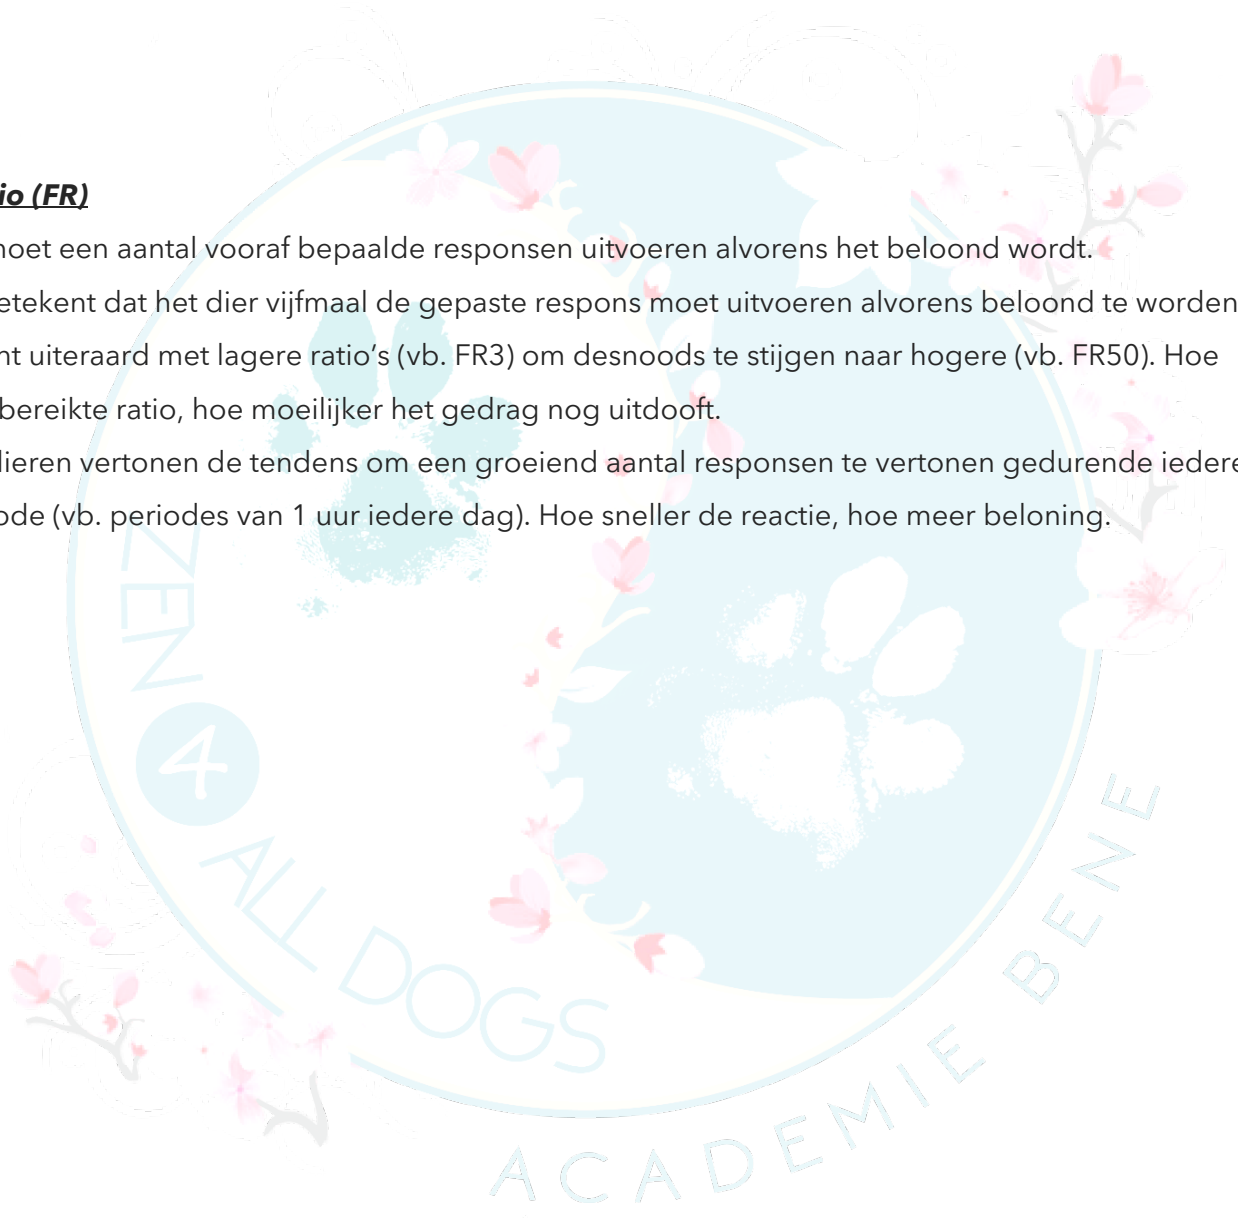 io (FR)
moet een aantal vooraf bepaalde responsen uitvoeren alvorens het beloond wordt.
etekent dat het dier vijfmaal de gepaste respons moet uitvoeren alvorens beloond te worden
nt uiteraard met lagere ratio’s (vb. FR3) om desnoods te stijgen naar hogere (vb. FR50). Hoe
bereikte ratio, hoe moeilijker het gedrag nog uitdooft.
dieren vertonen de tendens om een groeiend aantal responsen te vertonen gedurende iedere
ode (vb. periodes van 1 uur iedere dag). Hoe sneller de reactie, hoe meer beloning.
ZEN 4 ALL DOGS
ACADEMIE BENE